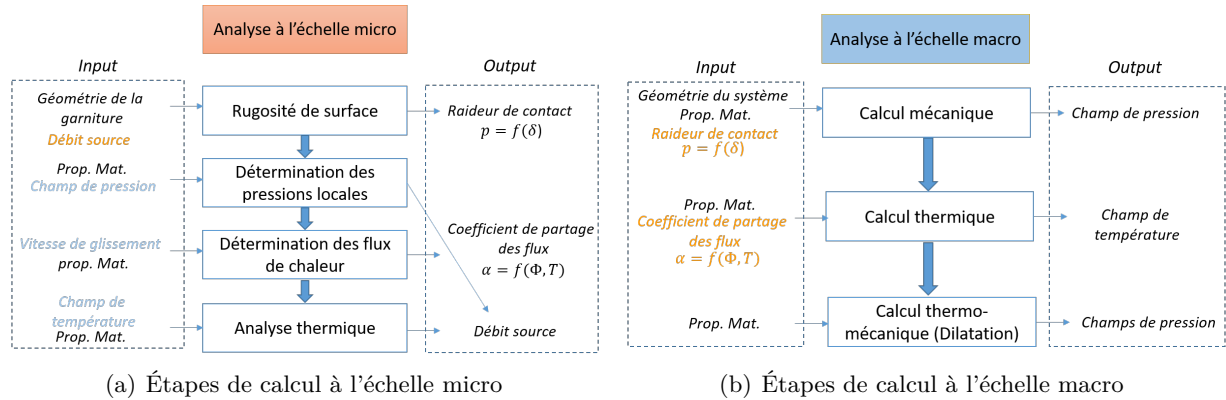 Analyse à l'échelle micro
Input
Output
Géométrie de la
garniture
Débit source
Rugosité de surface
Raideur de contact
p = f(δ)
Prop. Mat.
Champ de pression
Détermination des
pressions locales
Vitesse de glissement
prop. Mat.
Détermination des flux
de chaleur
Coefficient de partage
des flux
α = f(Φ, T)
Champ de
température
Prop. Mat.
Analyse thermique
Débit source
(a) Étapes de calcul à l'échelle micro
Analyse à l'échelle macro
Input
Output
Géométrie du système
Prop. Mat.
Raideur de contact
p = f(δ)
Calcul mécanique
Champ de pression
Prop. Mat.
Coefficient de partage
des flux
α = f(Φ, T)
Calcul thermique
Champ de
température
Prop. Mat.
Calcul thermo-
mécanique (Dilatation)
Champs de pression
(b) Étapes de calcul à l'échelle macro